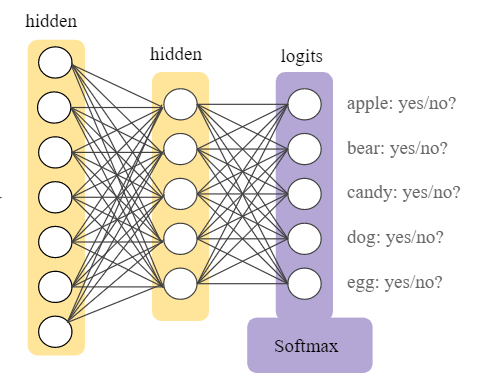 hidden
hidden
logits
apple: yes/no?
bear: yes/no?
candy: yes/no?
dog: yes/no?
egg: yes/no?
Softmax